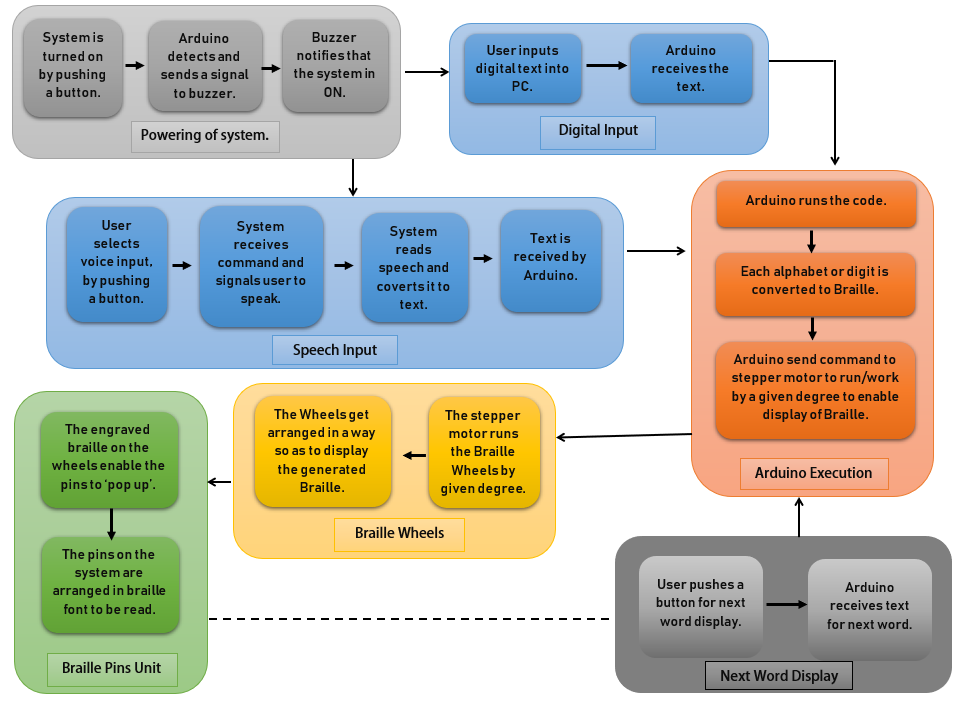 System is
turned on
by pushing
a button.
Arduino
detects and
sends a signal
to buzzer.
Buzzer
notifies that
the system in
ON.
Powering of system.
User inputs
digital text into
PC.
Arduino
receives the
text.
Digital Input
User
selects
voice input,
by pushing
a button.
System
receives
command and
signals user to
speak.
System
reads
speech and
coverts it to
text.
Text is
received by
Arduino.
Speech Input
Arduino runs the code.
Each alphabet or digit is
converted to Braille.
Arduino send command to
stepper motor to run/work
by a given degree to enable
display of Braille.
Arduino Execution
The stepper
motor runs
the Braille
Wheels by
given degree.
The Wheels get
arranged in a way
so as to display
the generated
Braille.
Braille Wheels
The engraved
braille on the
wheels enable the
pins to ‘pop up’.
The pins on the
system are
arranged in braille
font to be read.
Braille Pins Unit
User pushes a
button for next
word display.
Arduino
receives text
for next word.
Next Word Display